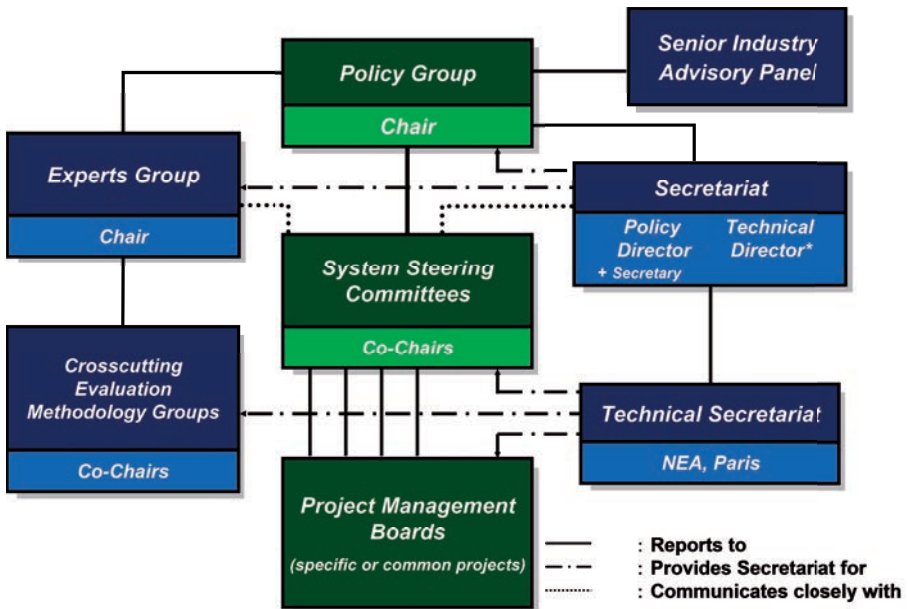 Policy Group
Chair
Senior Industry
Advisory Panel
Experts Group
Chair
Secretariat
Policy
Director
+ Secretary
Technical
Director*
System Steering
Committees
Co-Chairs
Crosscutting
Evaluation
Methodology Groups
Co-Chairs
Technical Secretariat
NEA, Paris
Project Management
Boards
(specific or common projects)
: Reports to
: Provides Secretariat for
: Communicates closely with